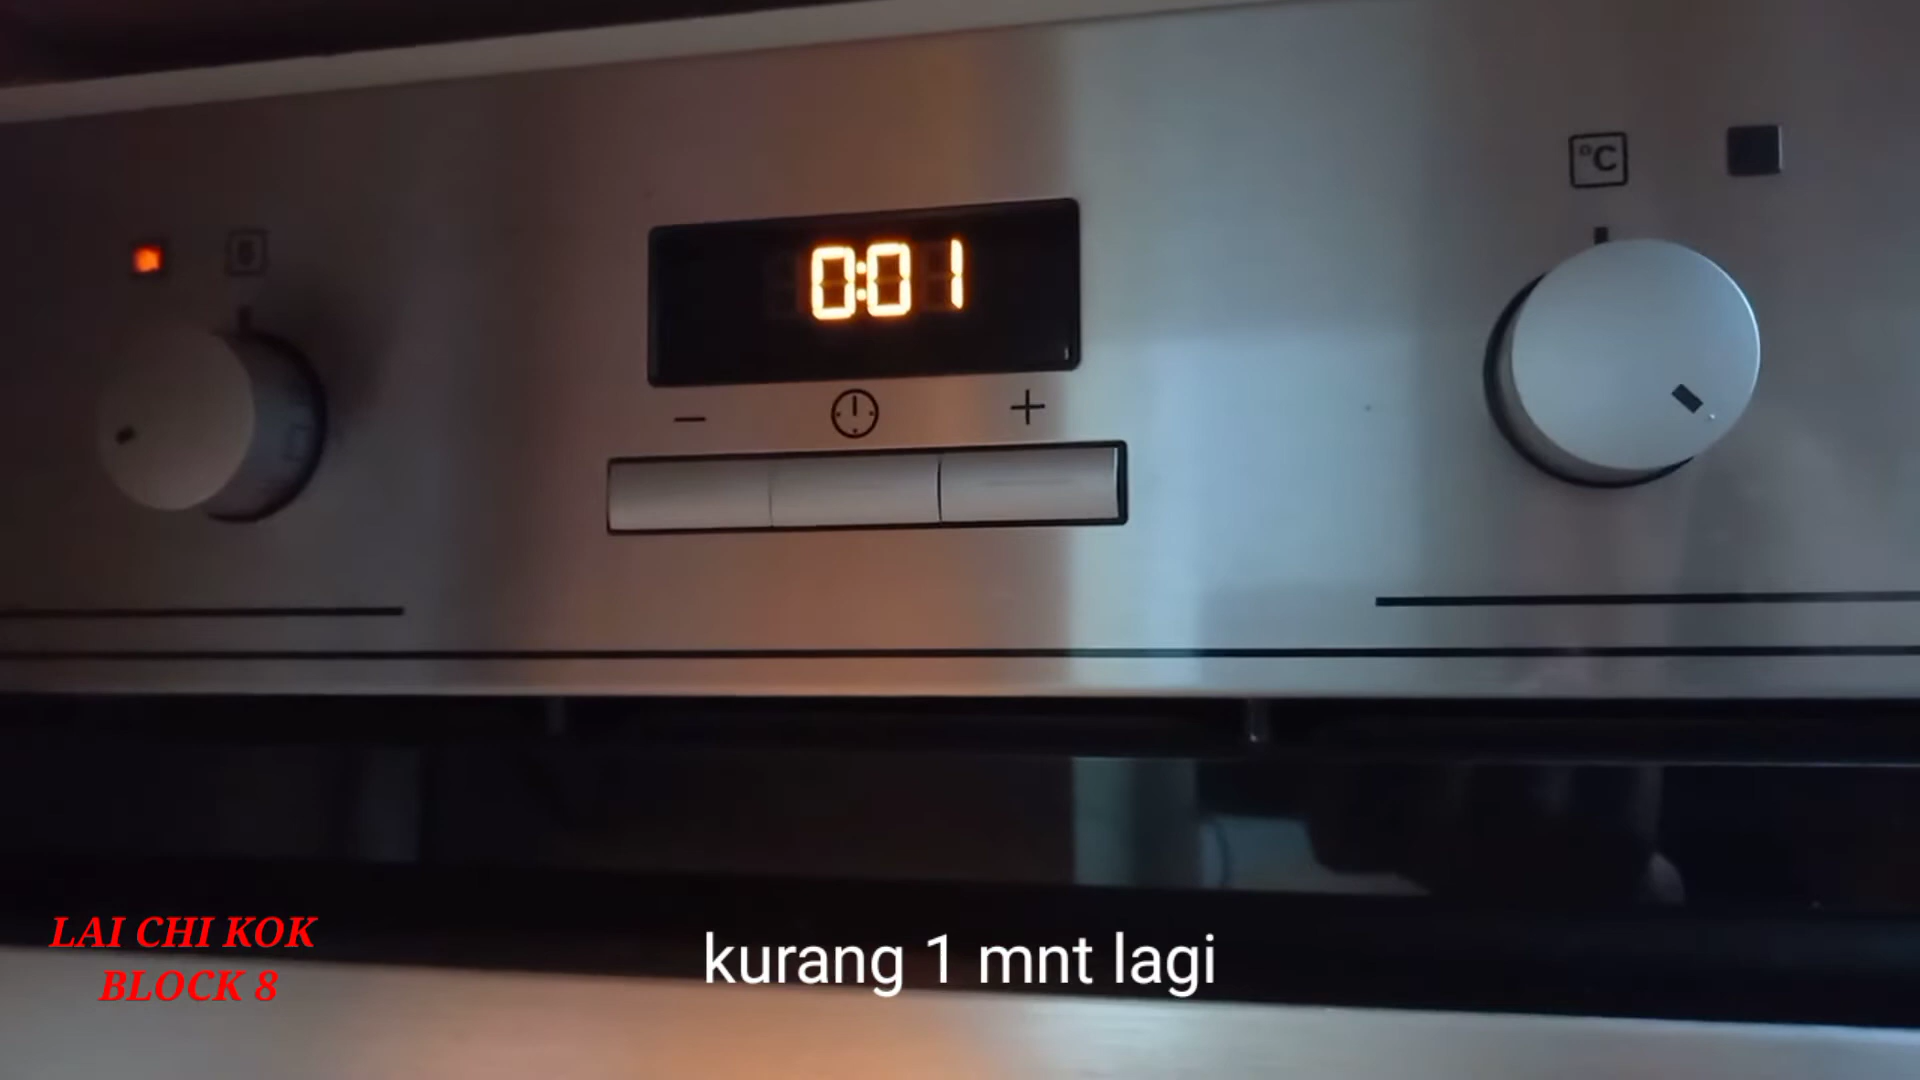 °C
0:01
− +
LAI CHI KOK
BLOCK 8
kurang 1 mnt lagi